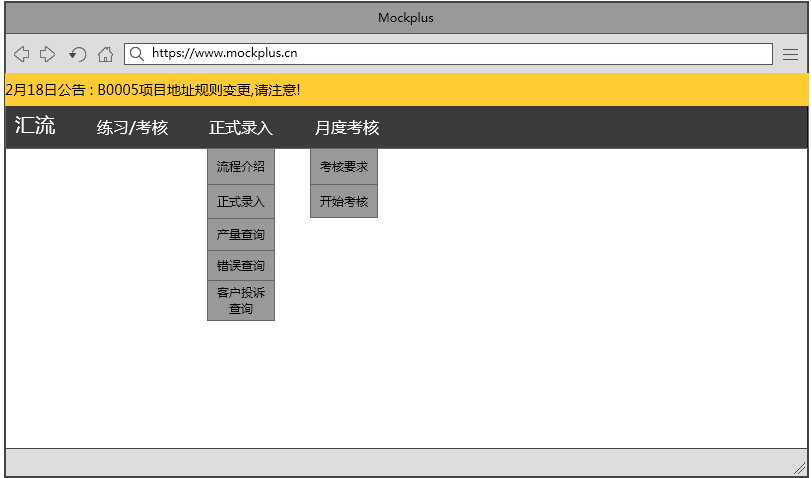 Mockplus
https://www.mockplus.cn
2月18日公告：B0005项目地址规则变更,请注意!
汇流 练习/考核 正式录入 月度考核
流程介绍 考核要求
正式录入 开始考核
产量查询
错误查询
客户投诉
查询